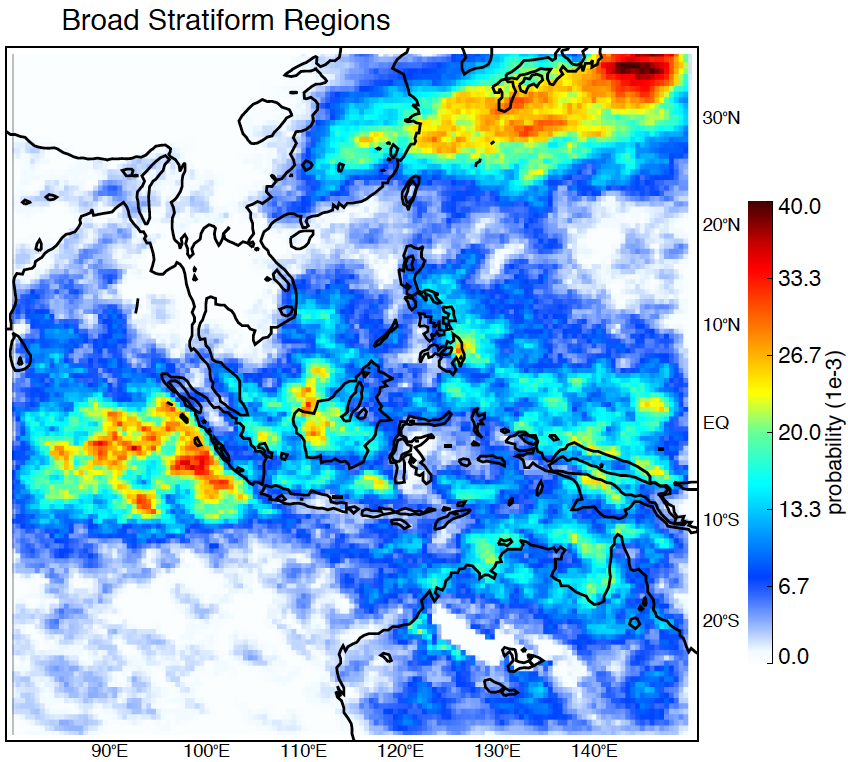 Broad Stratiform Regions
30°N
20°N
10°N
EQ
10°S
20°S
90°E 100°E 110°E 120°E 130°E 140°E
40.0
33.3
26.7
20.0
13.3
6.7
0.0
probability (1e-3)